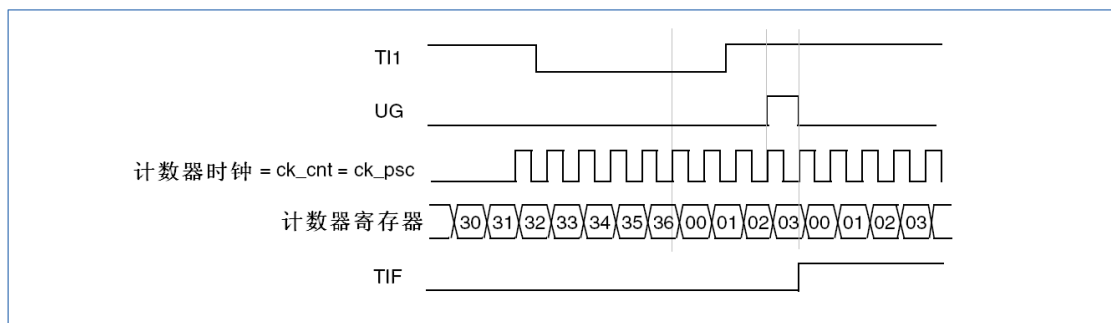 TI1
UG
计数器时钟 = ck_cnt = ck_psc
计数器寄存器 30 31 32 33 34 35 36 00 01 02 03 00 01 02 03
TIF